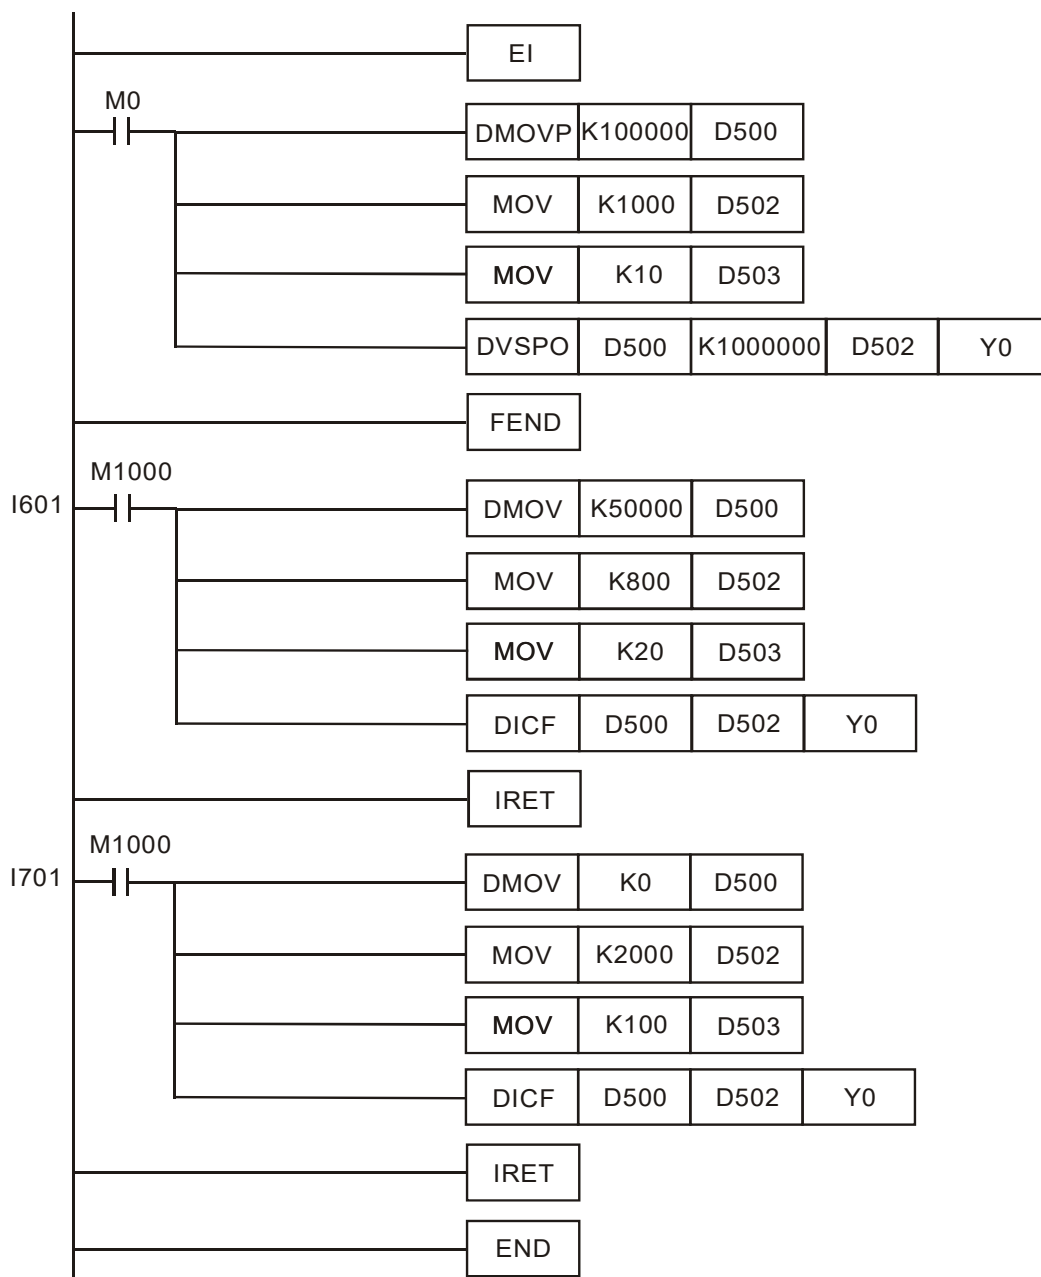 EI
M0
DMOVP K100000 D500
MOV K1000 D502
MOV K10 D503
DVSPO D500 K1000000 D502 Y0
FEND
M1000
I601
DMOV K50000 D500
MOV K800 D502
MOV K20 D503
DICF D500 D502 Y0
IRET
M1000
I701
DMOV K0 D500
MOV K2000 D502
MOV K100 D503
DICF D500 D502 Y0
IRET
END